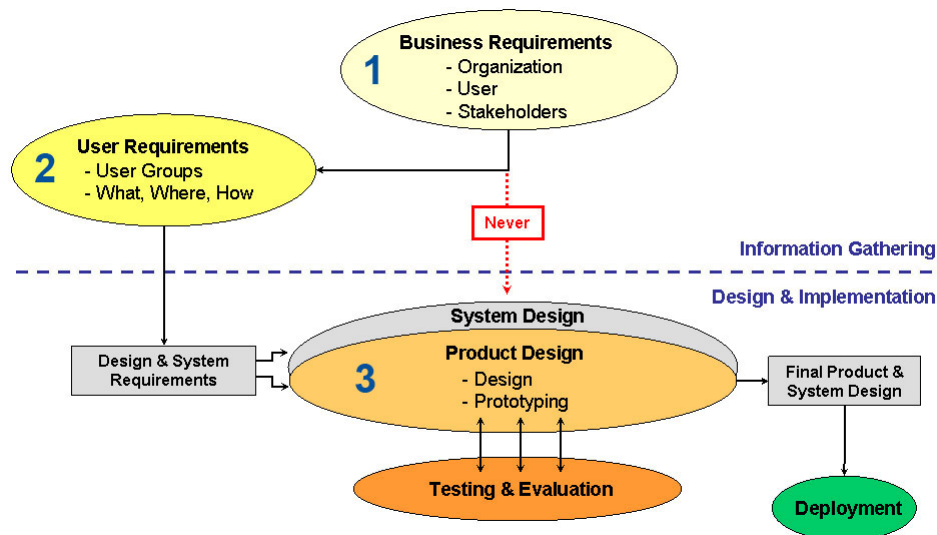 1
Business Requirements
- Organization
- User
- Stakeholders
2
User Requirements
- User Groups
- What, Where, How
Never
Information Gathering
Design & Implementation
System Design
Design & System
Requirements
3
Product Design
- Design
- Prototyping
Final Product &
System Design
Testing & Evaluation
Deployment